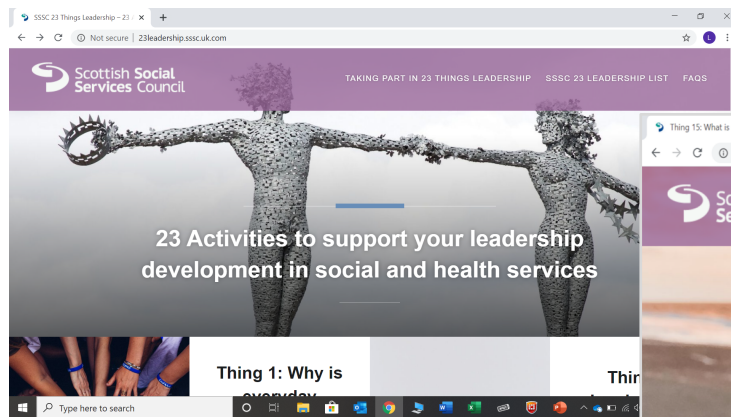 SSSC 23 Things Leadership – 23
Not secure | 23leadership.sssc.uk.com
L
Scottish Social
Services Council
TAKING PART IN 23 THINGS LEADERSHIP SSSC 23 LEADERSHIP LIST FAQS
Thing 15: What is
Sc
Se
23 Activities to support your leadership
development in social and health services
Thing 1: Why is
everyday
Thir
Type here to search